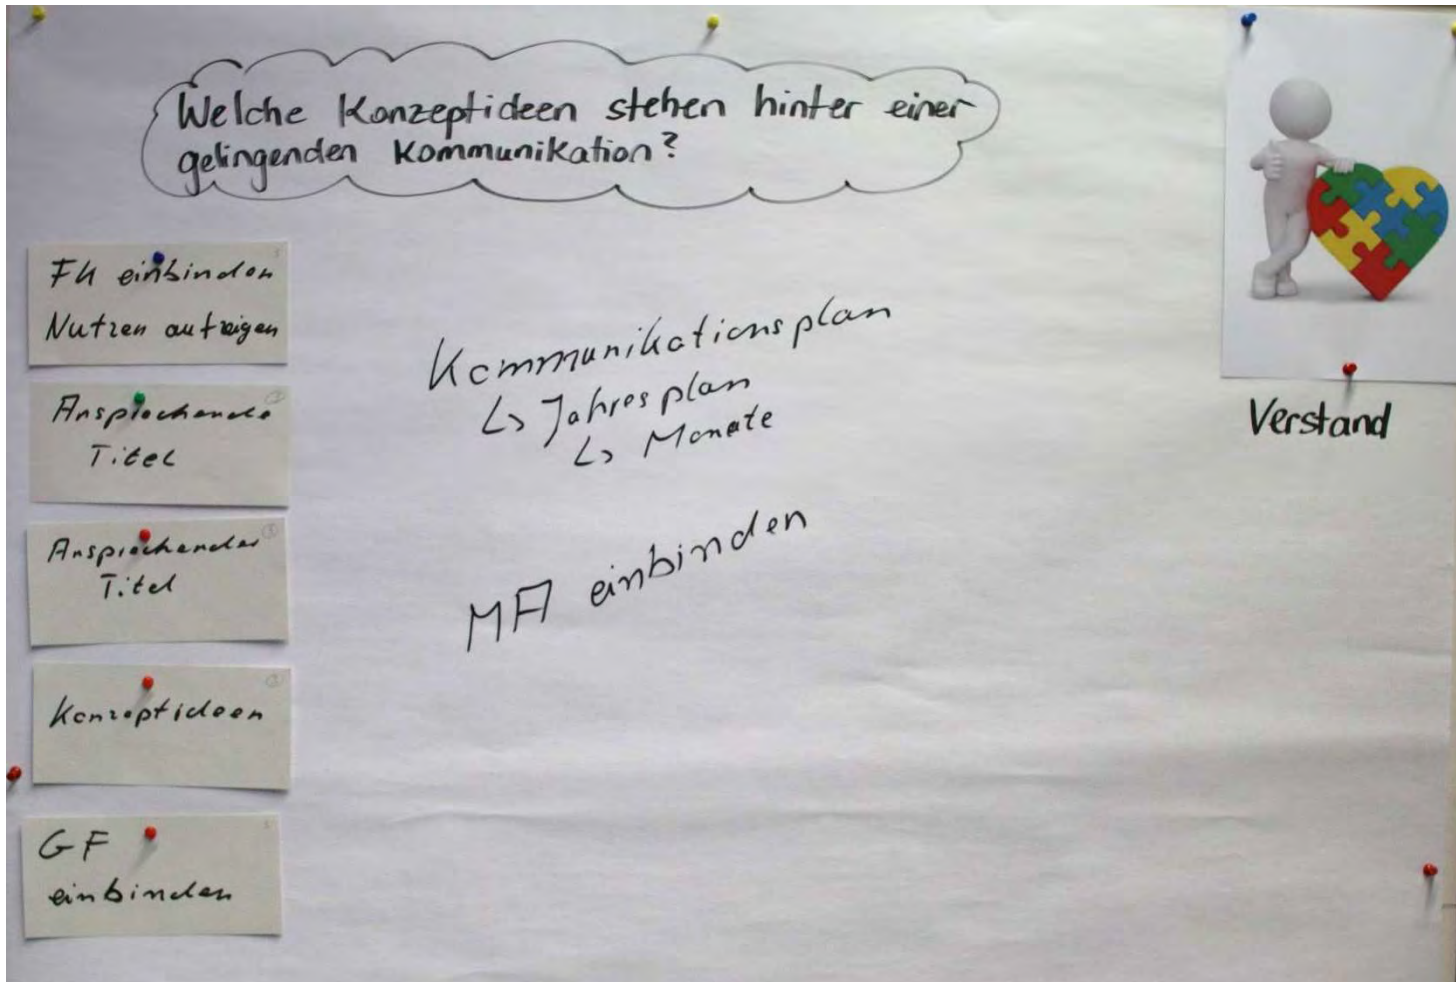 Welche Konzeptideen stehen hinter einer
gelingenden Kommunikation?
FK einbinden
Nutzen aufzeigen
Ansprechende
Titel
Ansprechender
Titel
Konzeptideen
GF
einbinden
Kommunikationsplan
↳ Jahresplan
↳ Monate
MA einbinden
Verstand